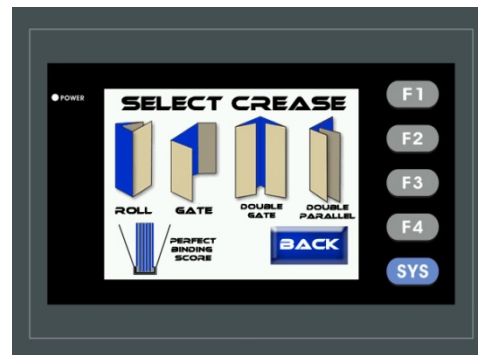 POWER
SELECT CREASE
ROLL
GATE
DOUBLE
GATE
DOUBLE
PARALLEL
PERFECT
BINDING
SCORE
BACK
F1
F2
F3
F4
SYS